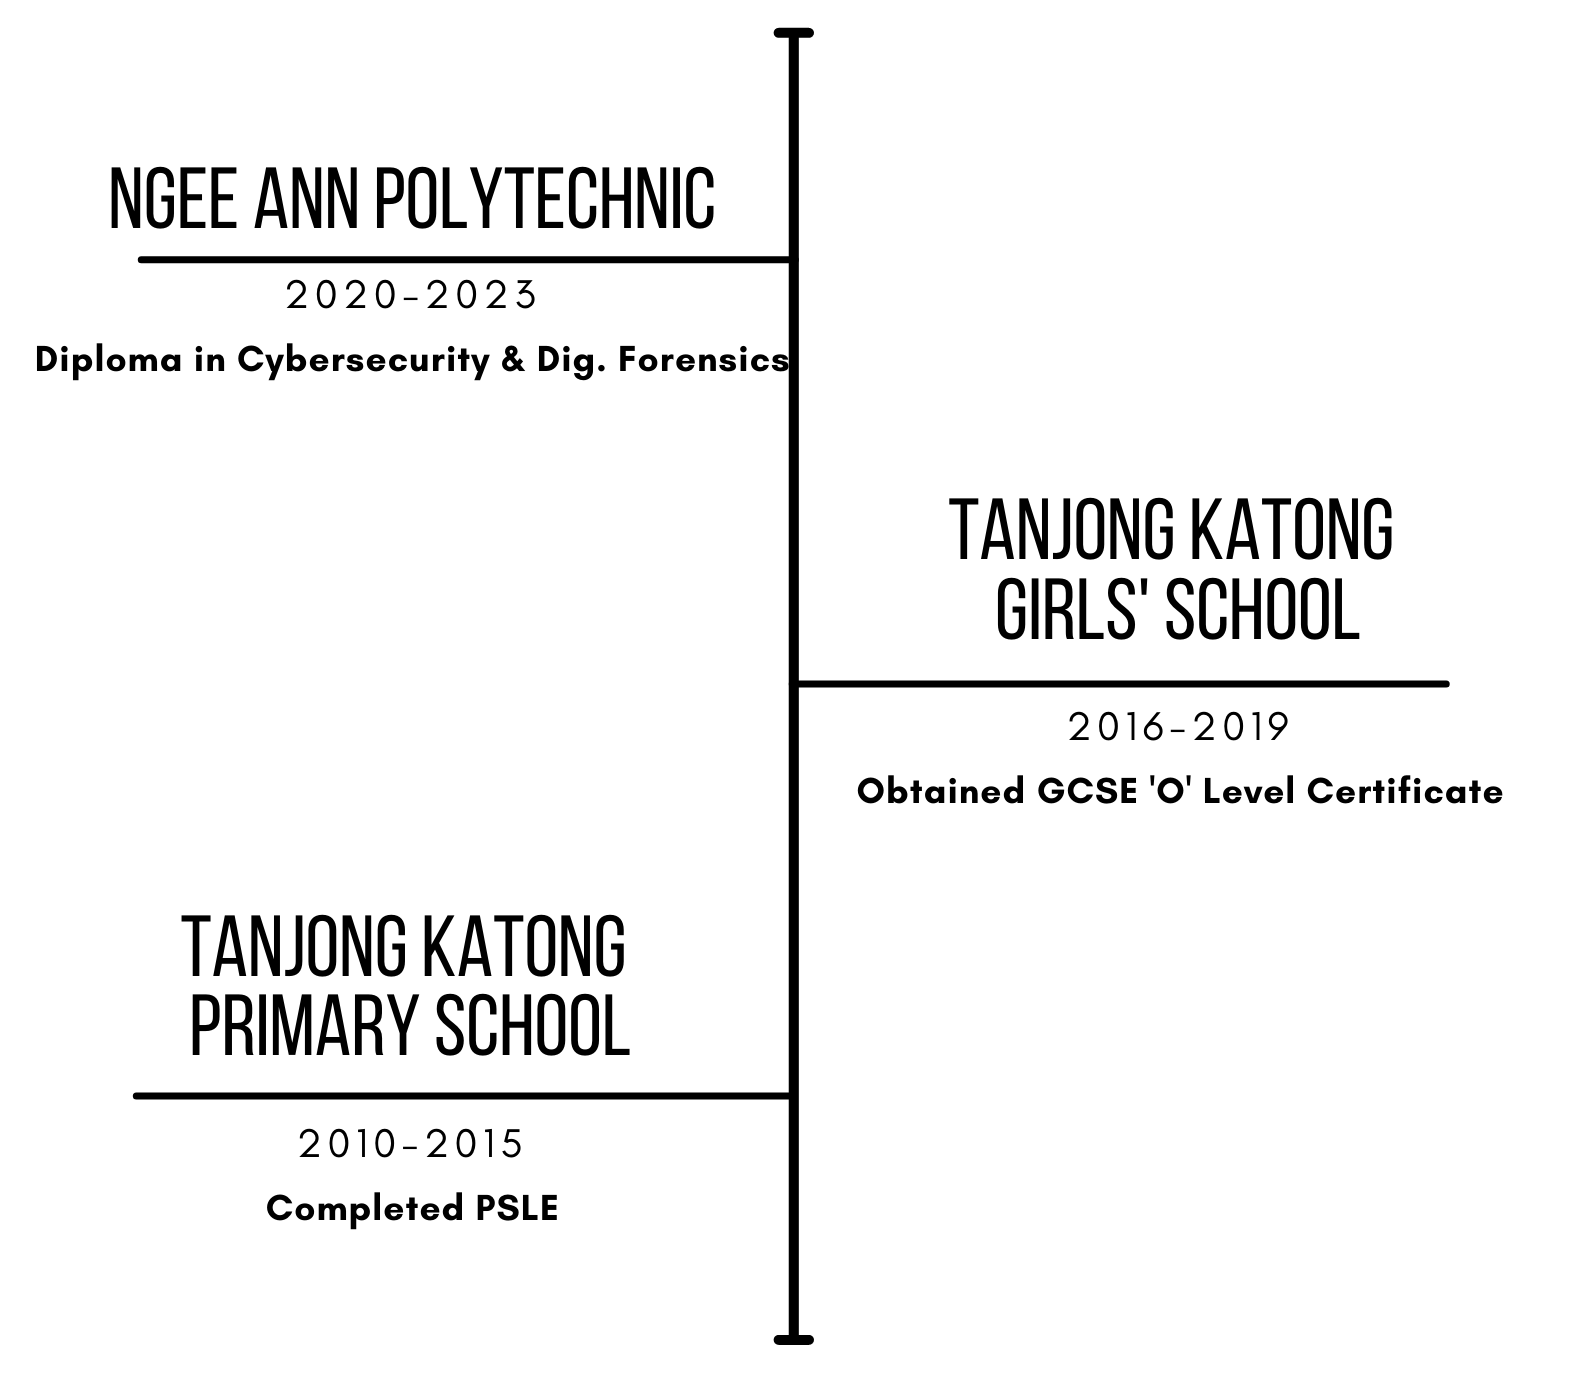 NGEE ANN POLYTECHNIC
2020-2023
Diploma in Cybersecurity & Dig. Forensics
TANJONG KATONG
GIRLS' SCHOOL
2016-2019
Obtained GCSE 'O' Level Certificate
TANJONG KATONG
PRIMARY SCHOOL
2010-2015
Completed PSLE